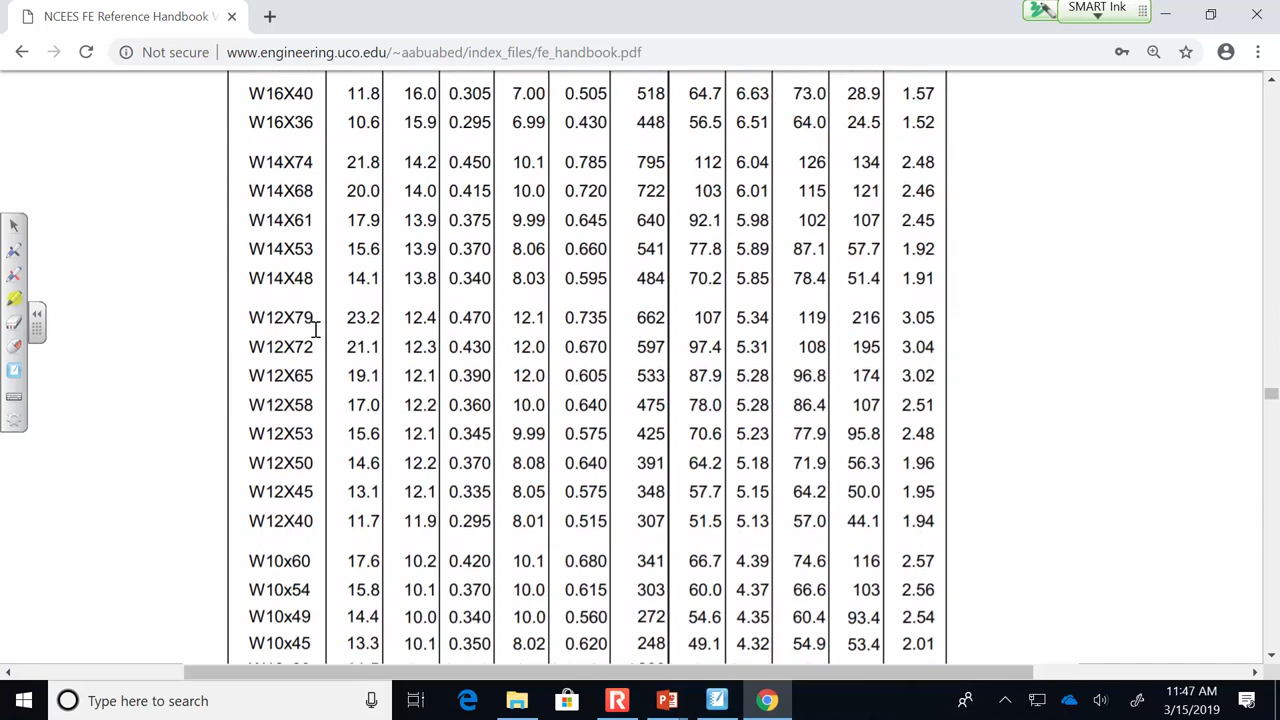 NCEES FE Reference Handbook V
SMART Ink
Not secure
www.engineering.uco.edu/~aabuabed/index_files/fe_handbook.pdf
W16X40 11.8 16.0 0.305 7.00 0.505 518 64.7 6.63 73.0 28.9 1.57
W16X36 10.6 15.9 0.295 6.99 0.430 448 56.5 6.51 64.0 24.5 1.52
W14X74 21.8 14.2 0.450 10.1 0.785 795 112 6.04 126 134 2.48
W14X68 20.0 14.0 0.415 10.0 0.720 722 103 6.01 115 121 2.46
W14X61 17.9 13.9 0.375 9.99 0.645 640 92.1 5.98 102 107 2.45
W14X53 15.6 13.9 0.370 8.06 0.660 541 77.8 5.89 87.1 57.7 1.92
W14X48 14.1 13.8 0.340 8.03 0.595 484 70.2 5.85 78.4 51.4 1.91
W12X79 23.2 12.4 0.470 12.1 0.735 662 107 5.34 119 216 3.05
W12X72 21.1 12.3 0.430 12.0 0.670 597 97.4 5.31 108 195 3.04
W12X65 19.1 12.1 0.390 12.0 0.605 533 87.9 5.28 96.8 174 3.02
W12X58 17.0 12.2 0.360 10.0 0.640 475 78.0 5.28 86.4 107 2.51
W12X53 15.6 12.1 0.345 9.99 0.575 425 70.6 5.23 77.9 95.8 2.48
W12X50 14.6 12.2 0.370 8.08 0.640 391 64.2 5.18 71.9 56.3 1.96
W12X45 13.1 12.1 0.335 8.05 0.575 348 57.7 5.15 64.2 50.0 1.95
W12X40 11.7 11.9 0.295 8.01 0.515 307 51.5 5.13 57.0 44.1 1.94
W10x60 17.6 10.2 0.420 10.1 0.680 341 66.7 4.39 74.6 116 2.57
W10x54 15.8 10.1 0.370 10.0 0.615 303 60.0 4.37 66.6 103 2.56
W10x49 14.4 10.0 0.340 10.0 0.560 272 54.6 4.35 60.4 93.4 2.54
W10x45 13.3 10.1 0.350 8.02 0.620 248 49.1 4.32 54.9 53.4 2.01
Type here to search
11:47 AM
3/15/2019